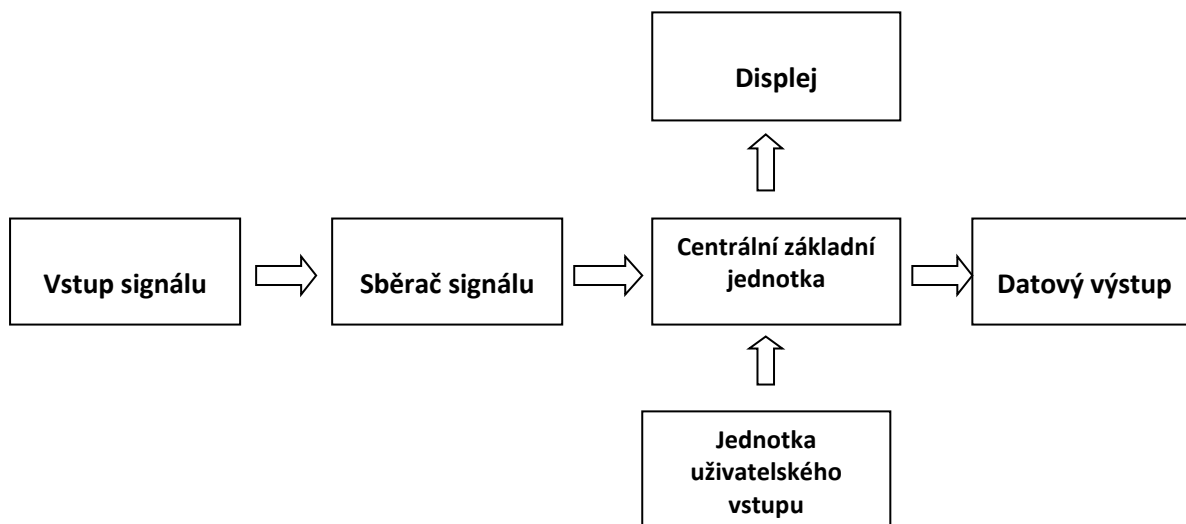 Displej
Vstup signálu
Sběrač signálu
Centrální základní
jednotka
Datový výstup
Jednotka
uživatelského
vstupu